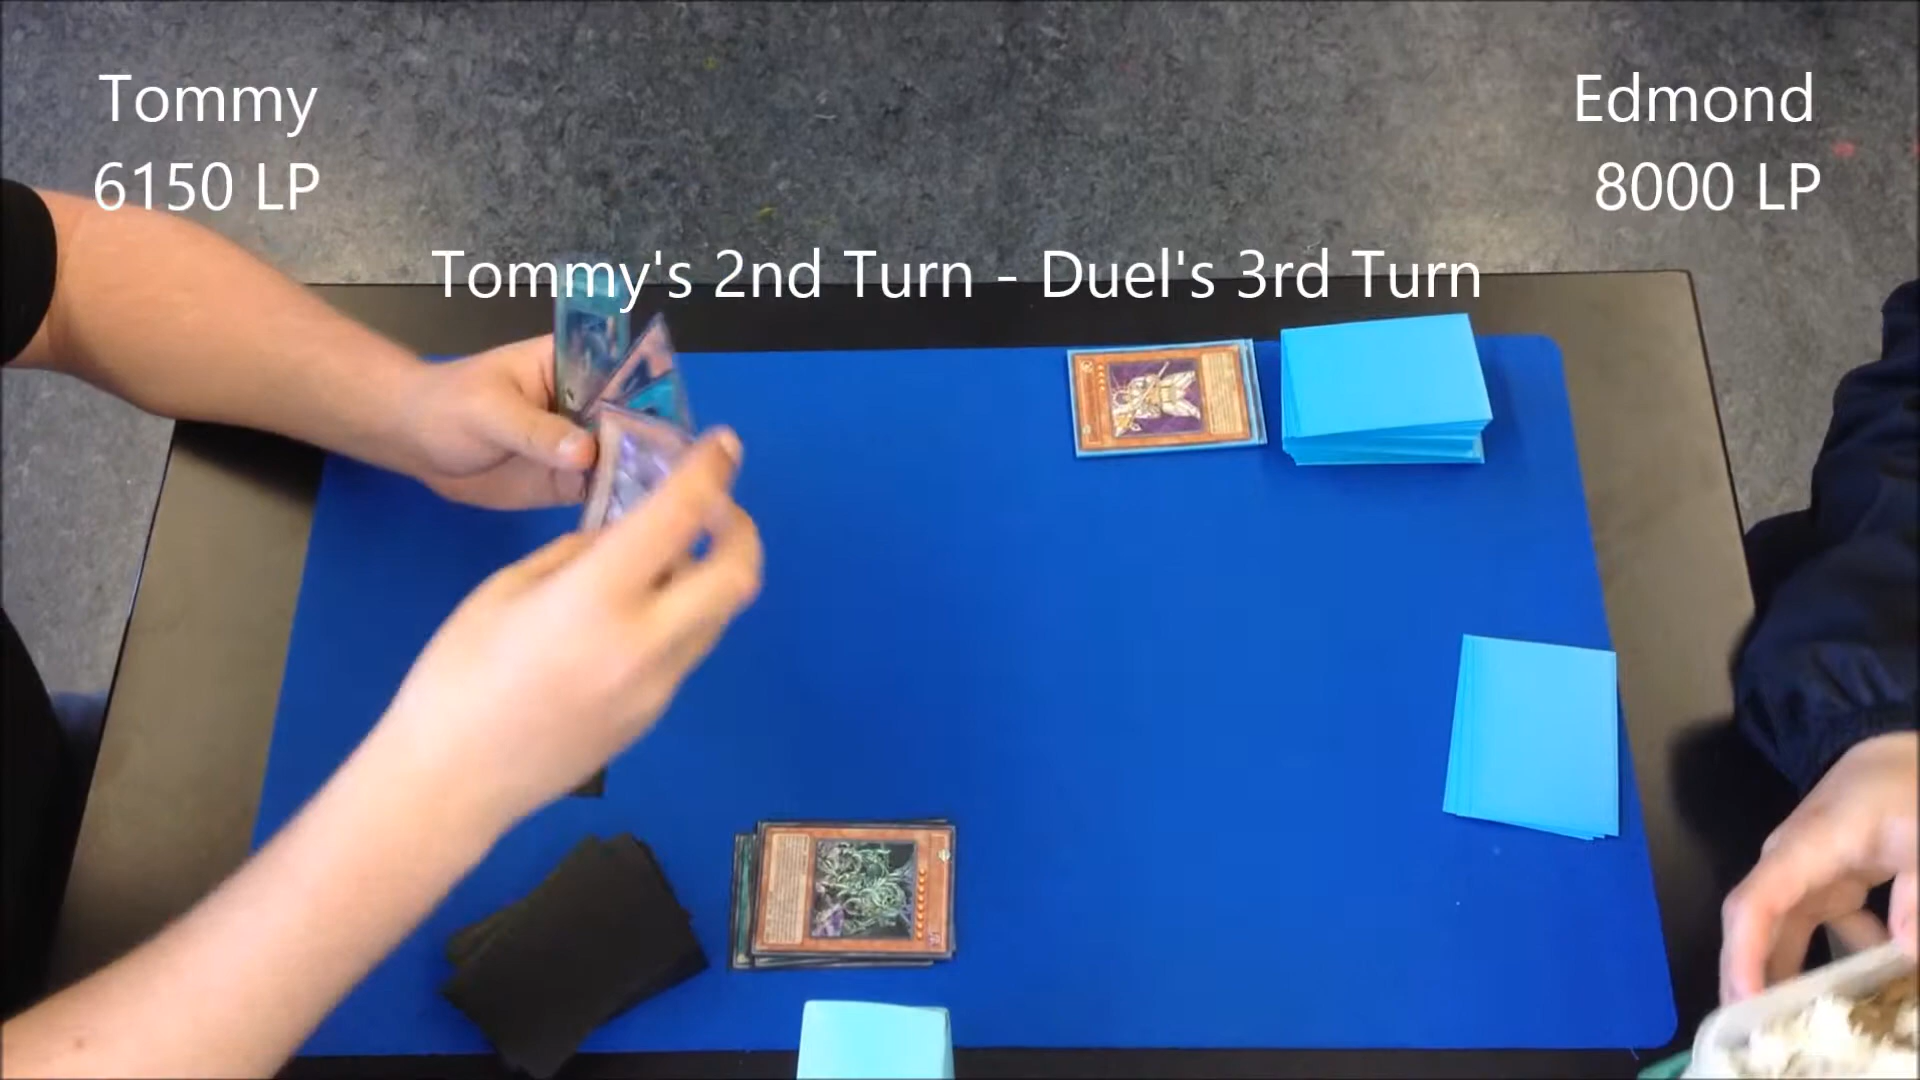 Tommy
6150 LP
Edmond
8000 LP
Tommy's 2nd Turn - Duel's 3rd Turn